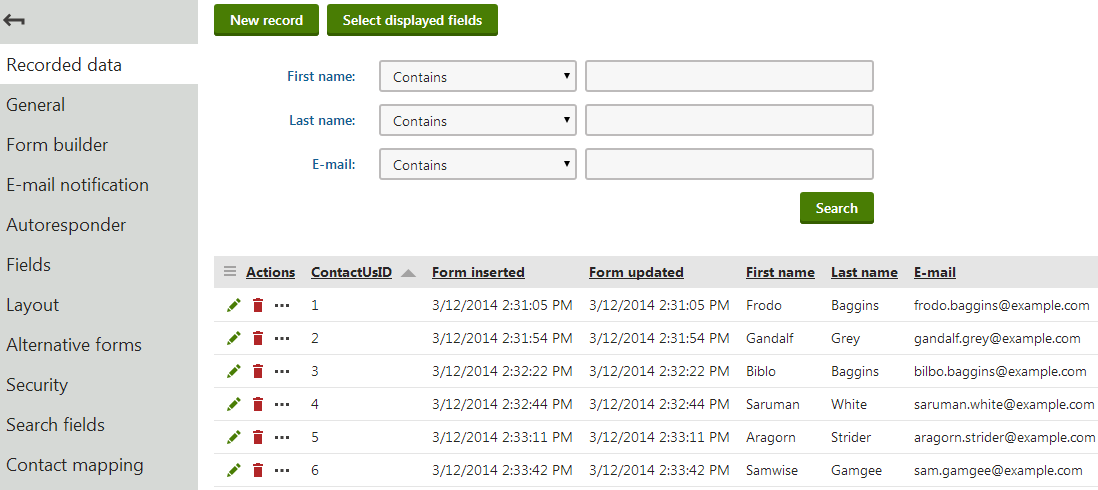 New record Select displayed fields
Recorded data
General
Form builder
E-mail notification
Autoresponder
Fields
Layout
Alternative forms
Security
Search fields
Contact mapping
First name: Contains
Last name: Contains
E-mail: Contains
Search
Actions ContactUsID Form inserted Form updated First name Last name E-mail
1 3/12/2014 2:31:05 PM 3/12/2014 2:31:05 PM Frodo Baggins frodo.baggins@example.com
2 3/12/2014 2:31:54 PM 3/12/2014 2:31:54 PM Gandalf Grey gandalf.grey@example.com
3 3/12/2014 2:32:22 PM 3/12/2014 2:32:22 PM Biblo Baggins bilbo.baggins@example.com
4 3/12/2014 2:32:44 PM 3/12/2014 2:32:44 PM Saruman White saruman.white@example.com
5 3/12/2014 2:33:11 PM 3/12/2014 2:33:11 PM Aragorn Strider aragorn.strider@example.com
6 3/12/2014 2:33:42 PM 3/12/2014 2:33:42 PM Samwise Gamgee sam.gamgee@example.com